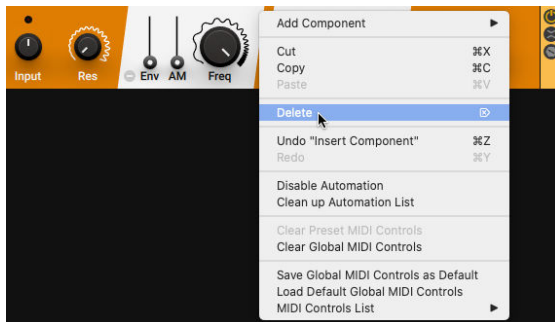 Input
Res
Env
AM
Freq
Add Component
Cut ⌘X
Copy ⌘C
Paste ⌘V
Delete ⌦
Undo "Insert Component" ⌘Z
Redo ⌘Y
Disable Automation
Clean up Automation List
Clear Preset MIDI Controls
Clear Global MIDI Controls
Save Global MIDI Controls as Default
Load Default Global MIDI Controls
MIDI Controls List